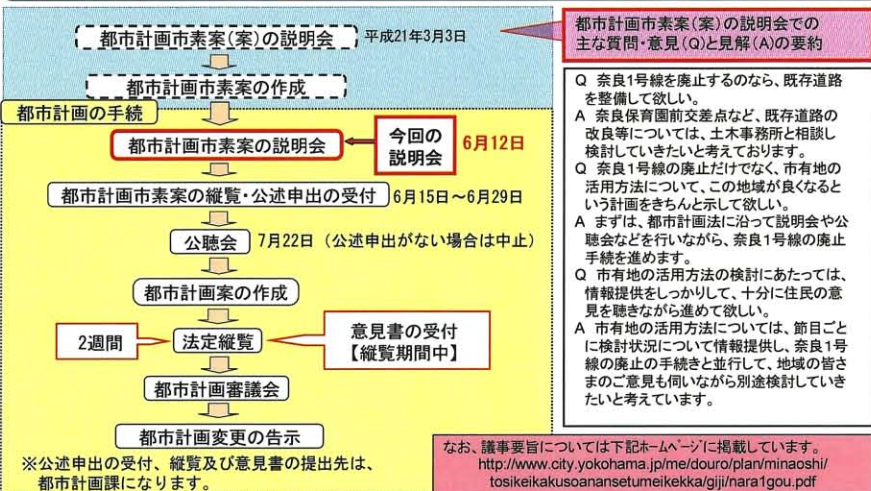 都市計画市素案(案)の説明会
平成21年3月3日
都市計画市素案の作成
都市計画の手続
都市計画市素案の説明会
今回の
説明会
6月12日
都市計画市素案の縦覧・公述申出の受付
6月15日～6月29日
公聴会
7月22日（公述申出がない場合は中止）
都市計画案の作成
2週間
法定縦覧
意見書の受付
【縦覧期間中】
都市計画審議会
都市計画変更の告示
※公述申出の受付、縦覧及び意見書の提出先は、
都市計画課になります。
都市計画市素案(案)の説明会での
主な質問・意見(Q)と見解(A)の要約
Q 奈良1号線を廃止するのなら、既存道路
を整備して欲しい。
A 奈良保育園前交差点など、既存道路の
改良等については、土木事務所と相談し
検討していきたいと考えております。
Q 奈良1号線の廃止だけでなく、市有地の
活用方法について、この地域が良くなると
いう計画をきちんと示して欲しい。
A まずは、都市計画法に沿って説明会や公
聴会などを行いながら、奈良1号線の廃止
手続を進めます。
Q 市有地の活用方法の検討にあたっては、
情報提供をしっかりして、十分に住民の意
見を聴きながら進めて欲しい。
A 市有地の活用方法については、節目ごと
に検討状況について情報提供し、奈良1号
線の廃止の手続きと並行して、地域の皆さ
まのご意見も伺いながら別途検討していき
たいと考えています。
なお、議事要旨については下記ホームページに掲載しています。
http://www.city.yokohama.jp/me/douro/plan/minaoshi/
tosikeikakusoanansetumeikekka/giji/nara1gou.pdf